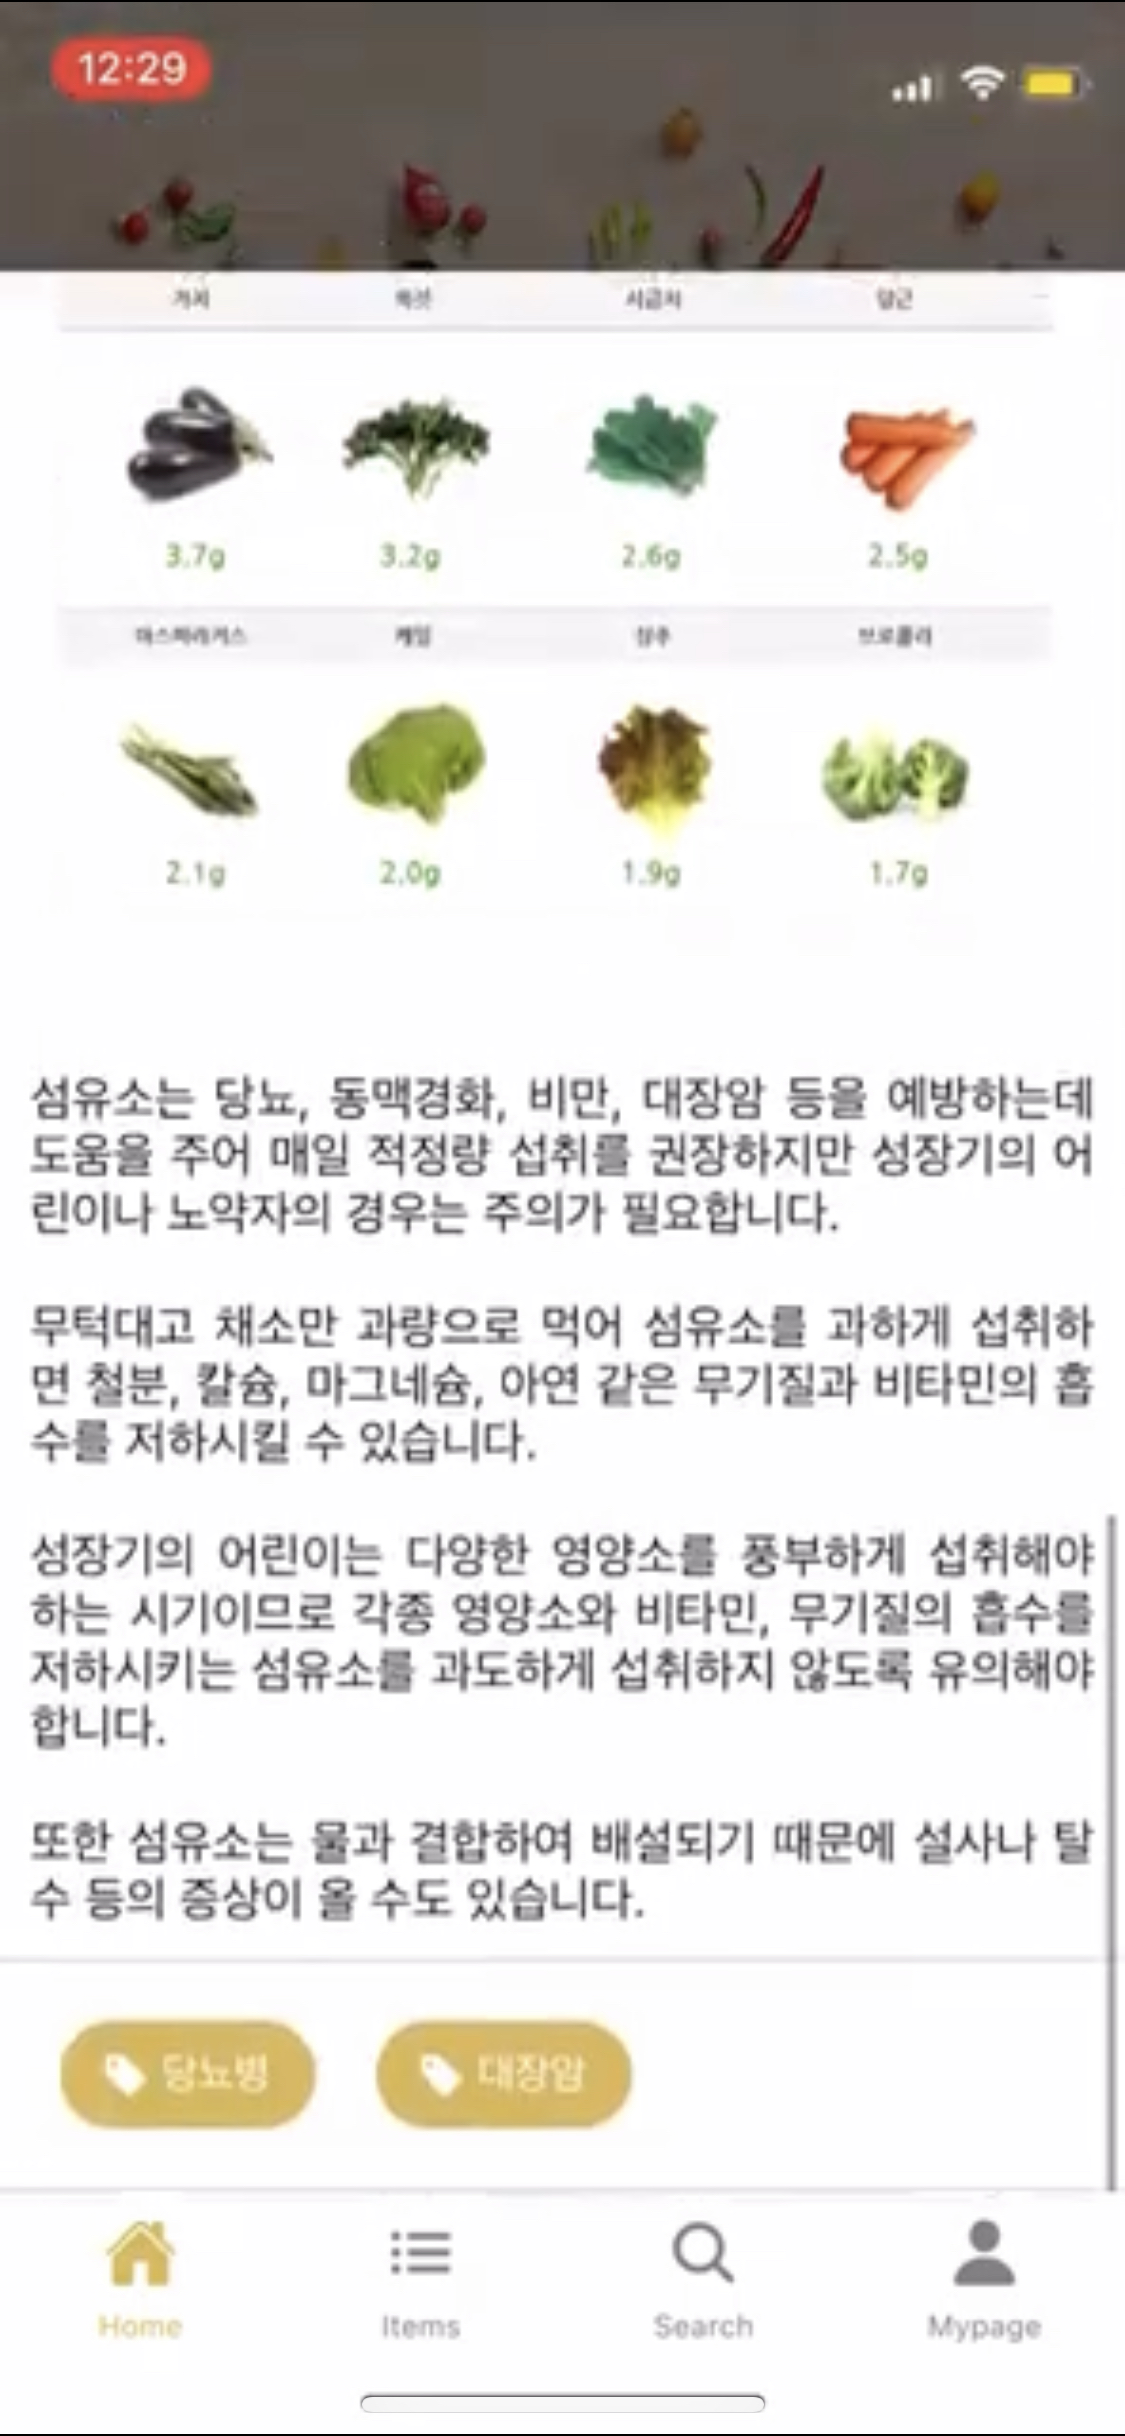 12:29
가지 쑥갓 시금치 당근
3.7g 3.2g 2.6g 2.5g
아스파라거스 케일 상추 브로콜리
2.1g 2.0g 1.9g 1.7g
섬유소는 당뇨, 동맥경화, 비만, 대장암 등을 예방하는데
도움을 주어 매일 적정량 섭취를 권장하지만 성장기의 어
린이나 노약자의 경우는 주의가 필요합니다.
무턱대고 채소만 과량으로 먹어 섬유소를 과하게 섭취하
면 철분, 칼슘, 마그네슘, 아연 같은 무기질과 비타민의 흡
수를 저하시킬 수 있습니다.
성장기의 어린이는 다양한 영양소를 풍부하게 섭취해야
하는 시기이므로 각종 영양소와 비타민, 무기질의 흡수를
저하시키는 섬유소를 과도하게 섭취하지 않도록 유의해야
합니다.
또한 섬유소는 물과 결합하여 배설되기 때문에 설사나 탈
수 등의 증상이 올 수도 있습니다.
당뇨병 대장암
Home Items Search Mypage